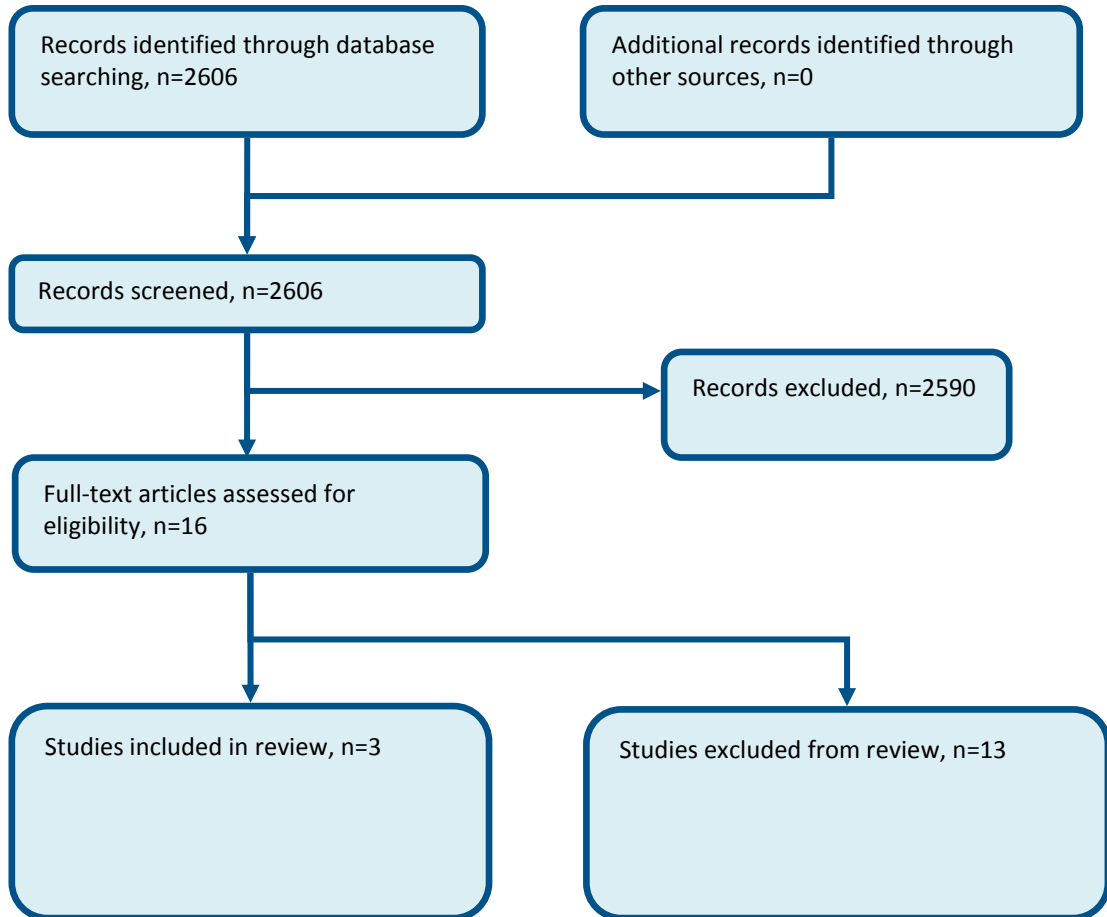 Records identified through database
searching, n=2606
Additional records identified through
other sources, n=0
Records screened, n=2606
Records excluded, n=2590
Full-text articles assessed for
eligibility, n=16
Studies included in review, n=3
Studies excluded from review, n=13